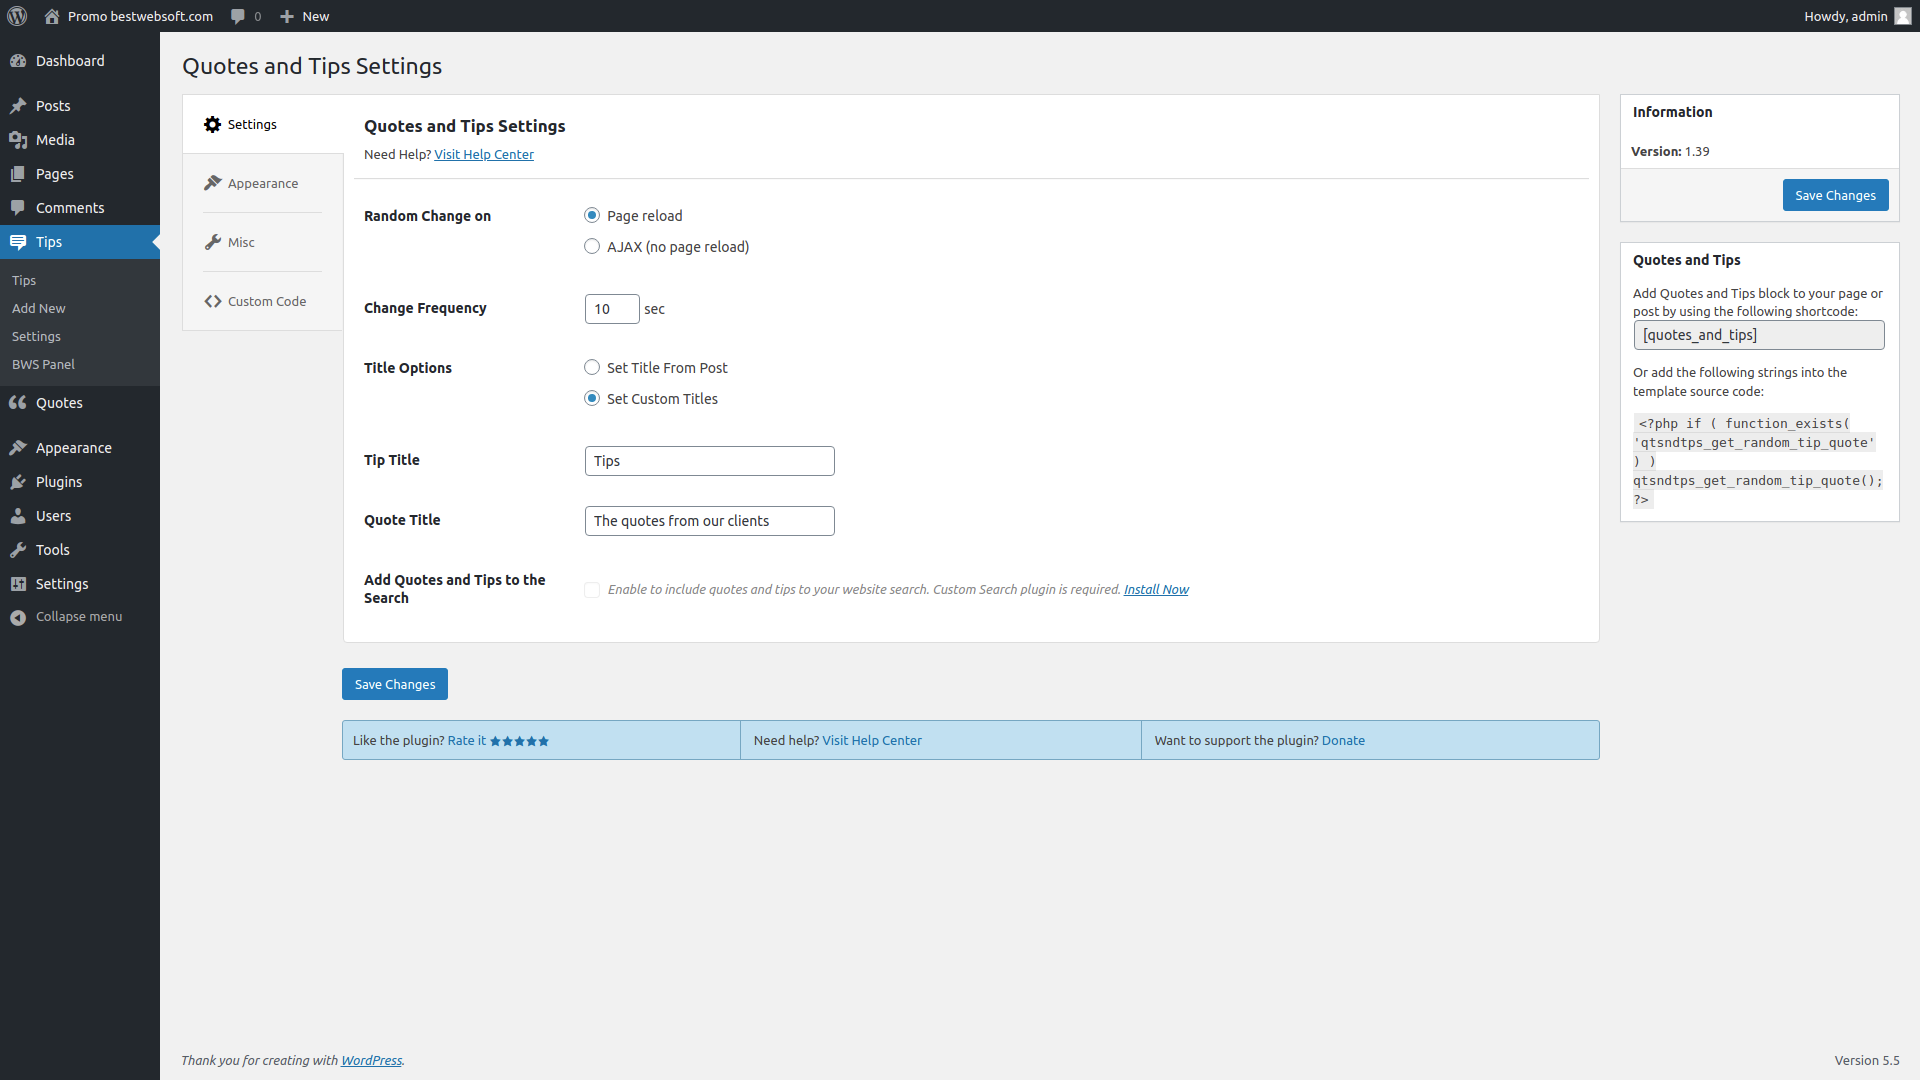 Promo bestwebsoft.com
0
New
Howdy, admin
Dashboard
Posts
Media
Pages
Comments
Tips
Tips
Add New
Settings
BWS Panel
Quotes
Appearance
Plugins
Users
Tools
Settings
Collapse menu
Quotes and Tips Settings
Settings
Appearance
Misc
Custom Code
Quotes and Tips Settings
Need Help? Visit Help Center
Random Change on
Page reload
AJAX (no page reload)
Change Frequency
10 sec
Title Options
Set Title From Post
Set Custom Titles
Tip Title
Tips
Quote Title
The quotes from our clients
Add Quotes and Tips to the
Search
Enable to include quotes and tips to your website search. Custom Search plugin is required. Install Now
Save Changes
Like the plugin? Rate it ★★★★★
Need help? Visit Help Center
Want to support the plugin? Donate
Information
Version: 1.39
Save Changes
Quotes and Tips
Add Quotes and Tips block to your page or
post by using the following shortcode:
[quotes_and_tips]
Or add the following strings into the
template source code:
<?php if ( function_exists(
'qtsndtps_get_random_tip_quote'
) )
qtsndtps_get_random_tip_quote();
?>
Thank you for creating with WordPress.
Version 5.5